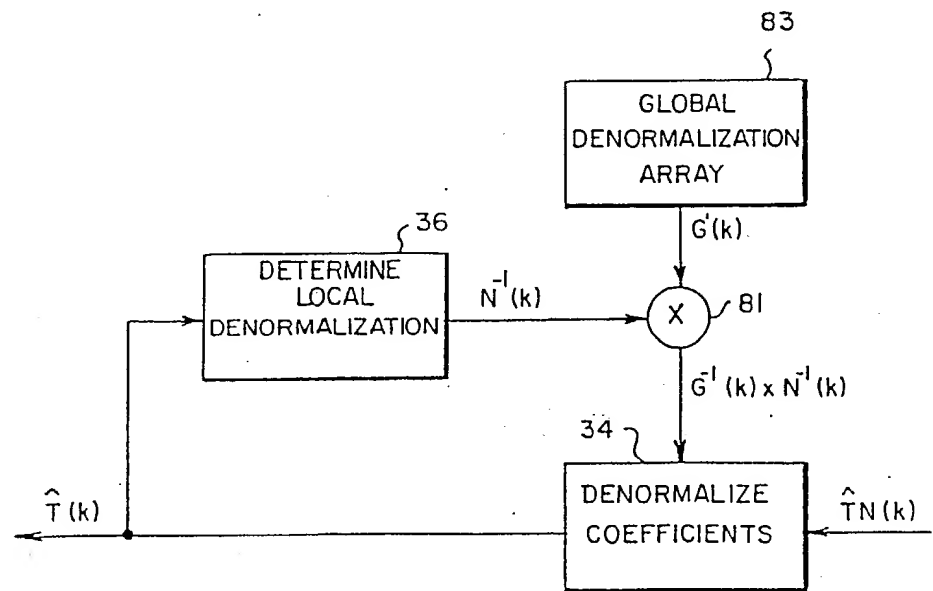 83
GLOBAL
DENORMALIZATION
ARRAY
G'(k)
36
DETERMINE
LOCAL
DENORMALIZATION
N⁻¹(k)
X
81
G⁻¹(k) x N⁻¹(k)
34
DENORMALIZE
COEFFICIENTS
T̂(k)
T̂N(k)